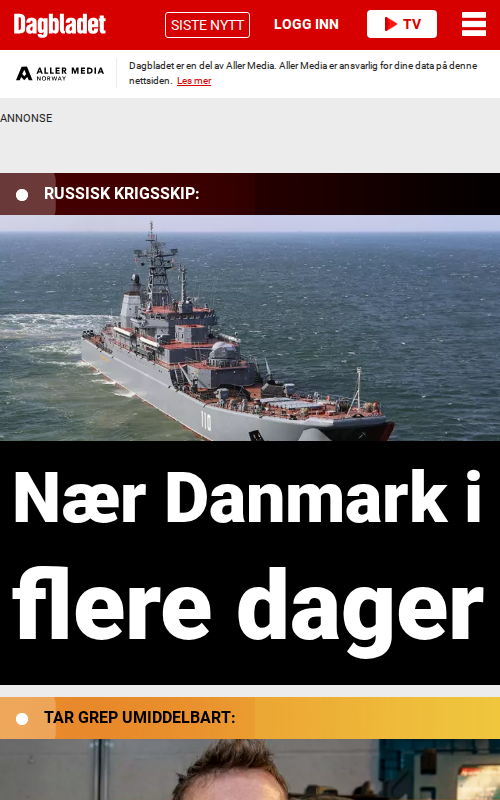 Dagbladet SISTE NYTT LOGG INN TV
ALLER MEDIA
NORWAY
Dagbladet er en del av Aller Media. Aller Media er ansvarlig for dine data på denne
nettsiden. Les mer
ANNONSE
RUSSISK KRIGSSKIP:
110
Nær Danmark i
flere dager
TAR GREP UMIDDELBART: